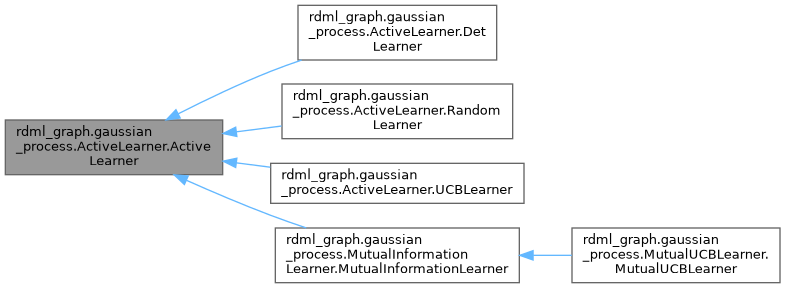 rdml_graph.gaussian
_process.ActiveLearner.Det
Learner
rdml_graph.gaussian
_process.ActiveLearner.Random
Learner
rdml_graph.gaussian
_process.ActiveLearner.Active
Learner
rdml_graph.gaussian
_process.ActiveLearner.UCBLearner
rdml_graph.gaussian
_process.MutualInformation
Learner.MutualInformationLearner
rdml_graph.gaussian
_process.MutualUCBLearner.
MutualUCBLearner